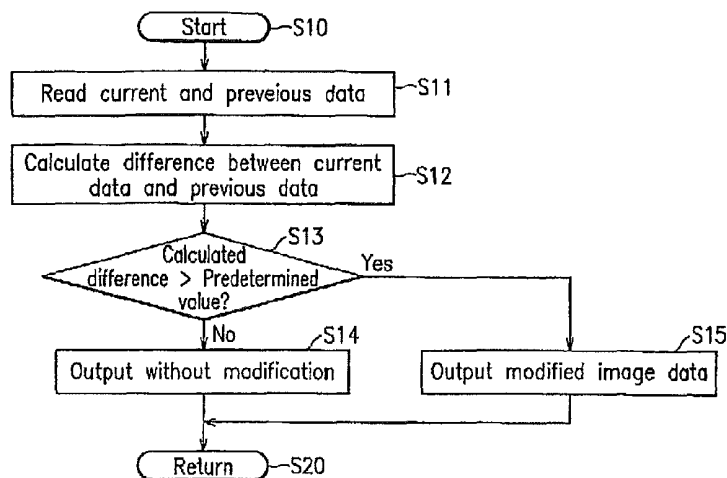 Start
S10
Read current and preveious data
S11
Calculate difference between current
data and previous data
S12
S13
Calculated
difference > Predetermined
value?
Yes
No
S14
S15
Output without modification
Output modified image data
Return
S20